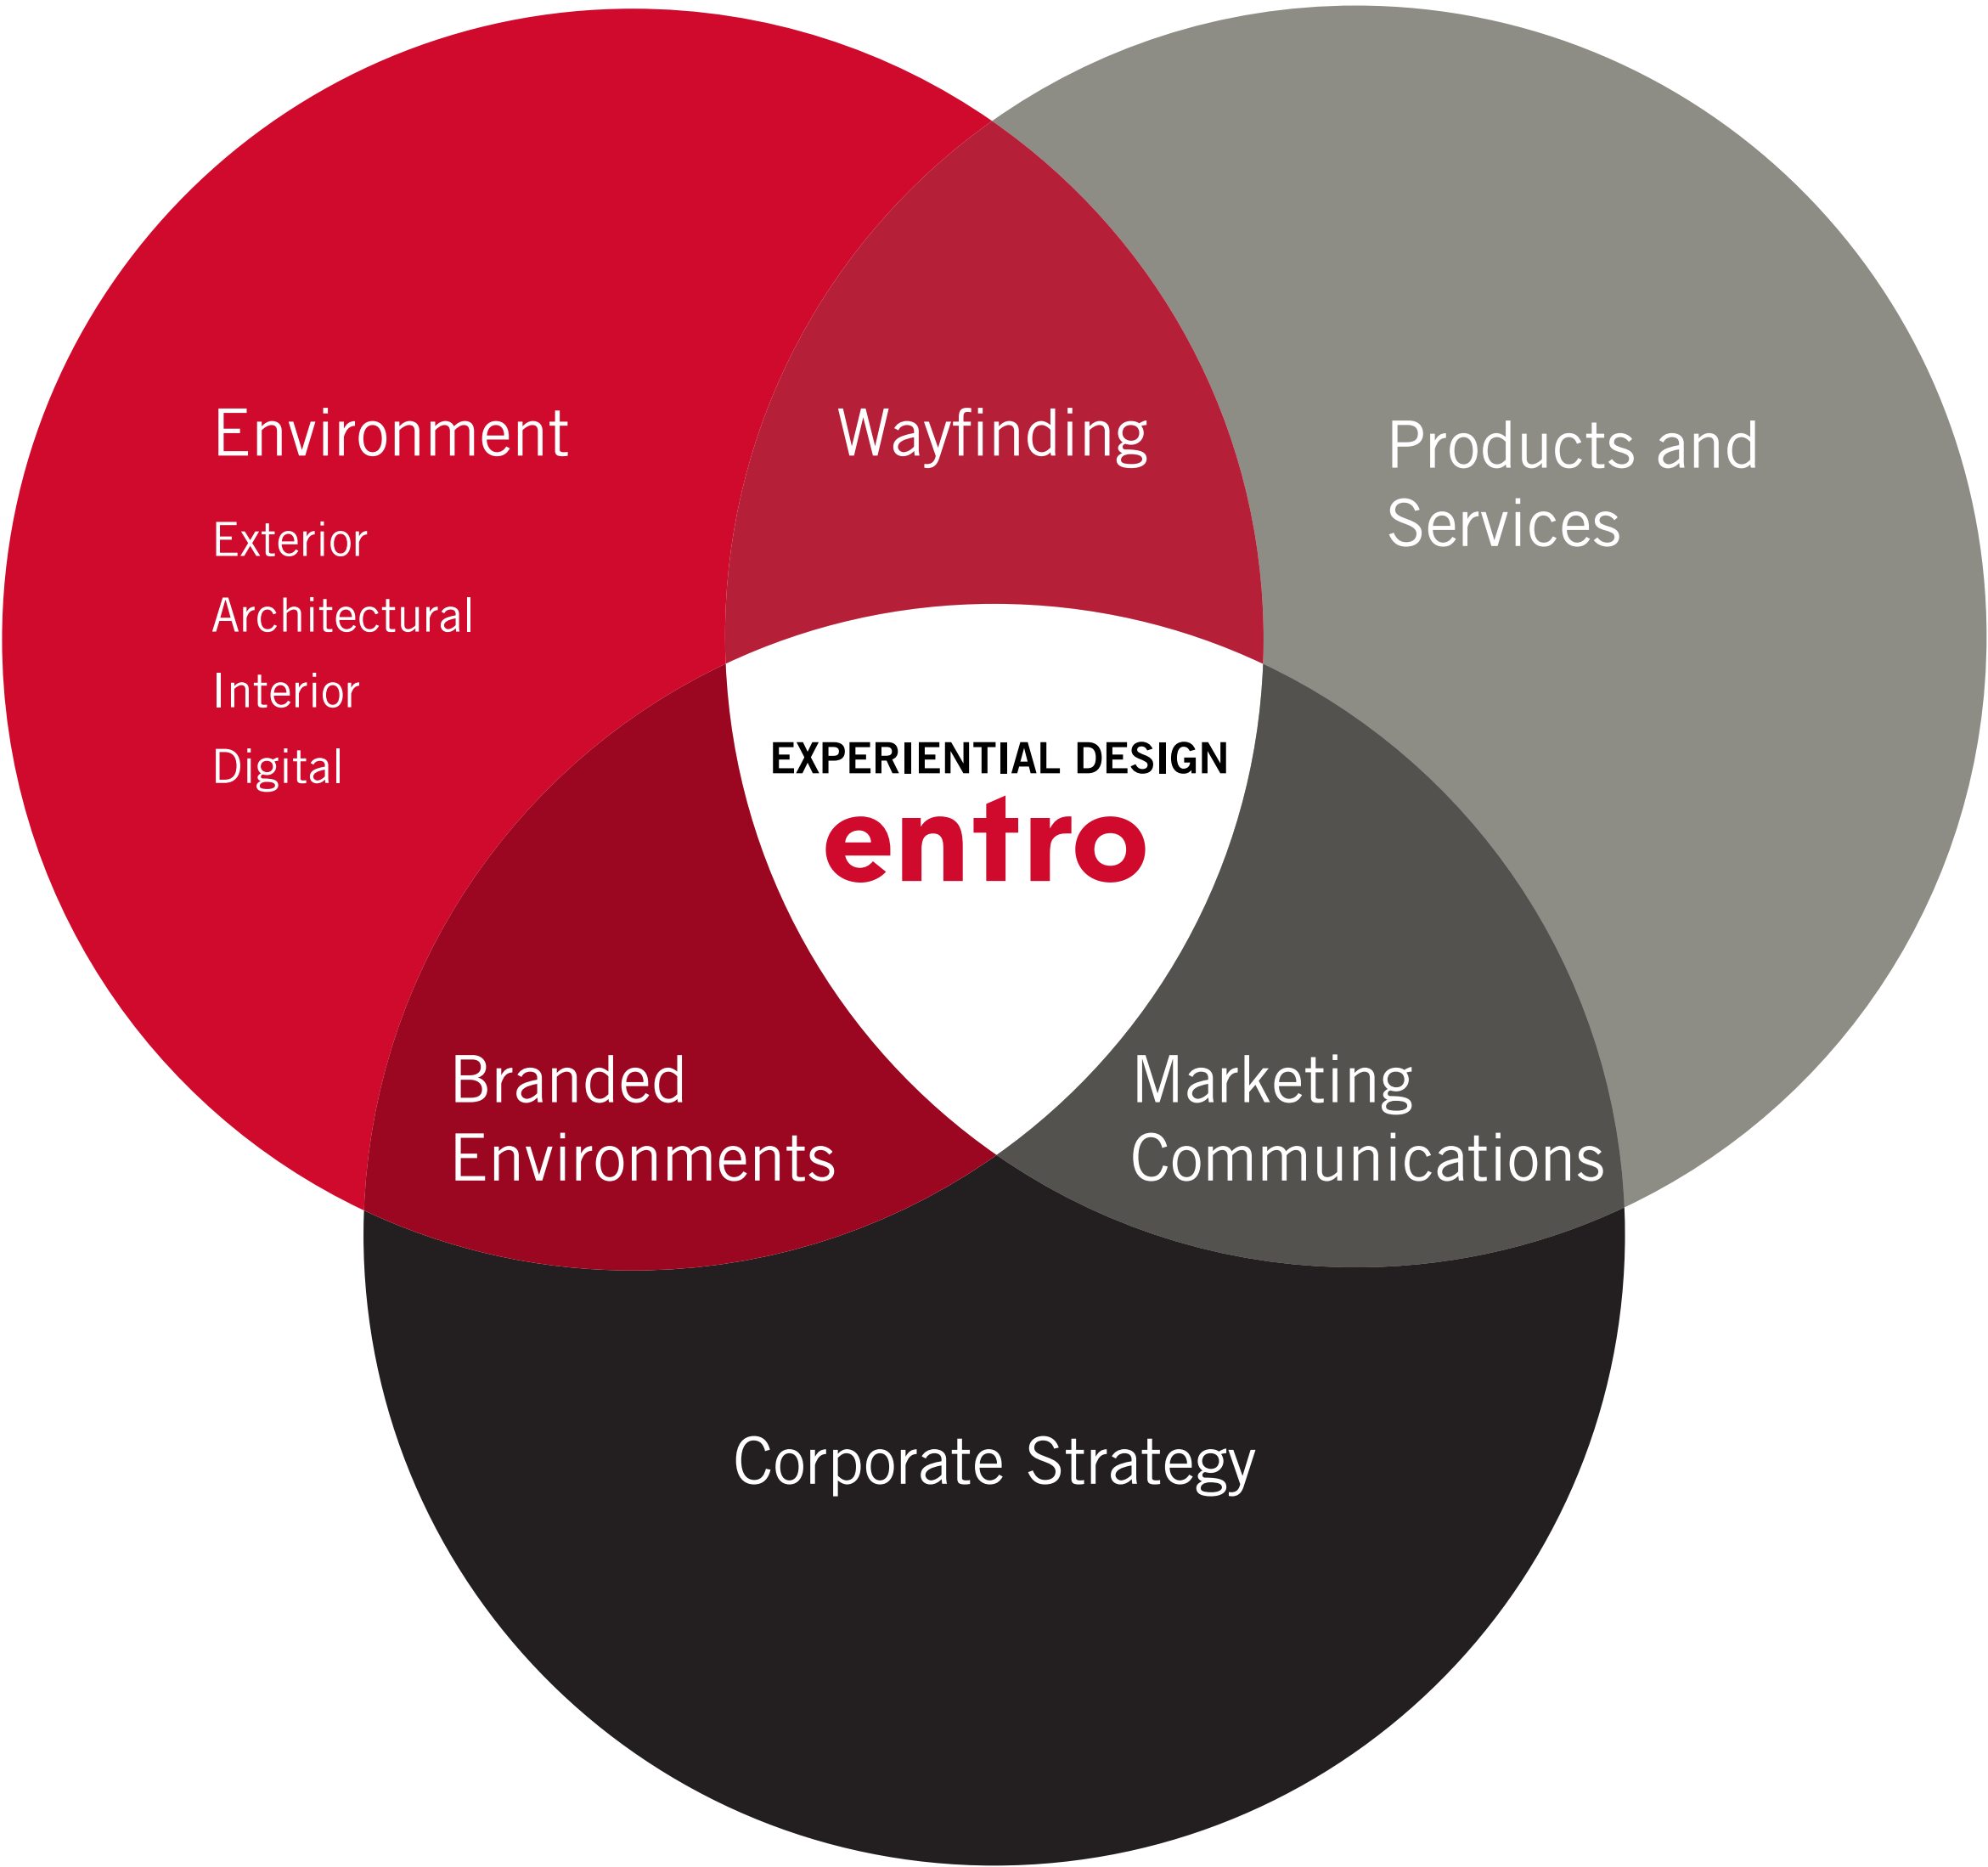 Environment
Exterior
Architectural
Interior
Digital
Wayfinding
Products and
Services
EXPERIENTIAL DESIGN
entro
Branded
Environments
Marketing
Communications
Corporate Strategy